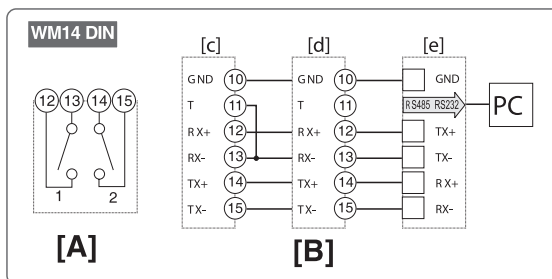 WM14 DIN
12 13 14 15
1 2
[A]
[c] [d] [e]
GND 10 GND 10 GND
T 11 T 11 RS485 RS232 PC
RX+ 12 RX+ 12 TX+
RX- 13 RX- 13 TX-
TX+ 14 TX+ 14 RX+
TX- 15 TX- 15 RX-
[B]